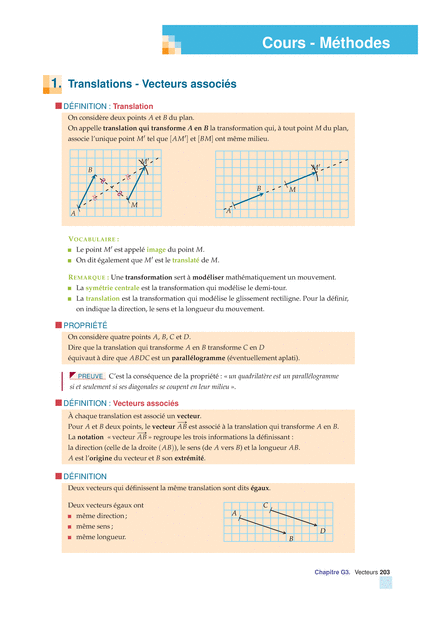 Cours - Méthodes
1. Translations - Vecteurs associés
DÉFINITION : Translation
On considère deux points A et B du plan.
On appelle translation qui transforme A en B la transformation qui, à tout point M du plan,
associe l'unique point M′ tel que [AM′] et [BM] ont même milieu.
M′
B
M
A
M′
B
M
A
VOCABULAIRE :
Le point M′ est appelé image du point M.
On dit également que M′ est le translaté de M.
REMARQUE : Une transformation sert à modéliser mathématiquement un mouvement.
La symétrie centrale est la transformation qui modélise le demi-tour.
La translation est la transformation qui modélise le glissement rectiligne. Pour la définir,
on indique la direction, le sens et la longueur du mouvement.
PROPRIÉTÉ
On considère quatre points A, B, C et D.
Dire que la translation qui transforme A en B transforme C en D
équivaut à dire que ABDC est un parallélogramme (éventuellement aplati).
PREUVE C'est la conséquence de la propriété : « un quadrilatère est un parallélogramme
si et seulement si ses diagonales se coupent en leur milieu ».
DÉFINITION : Vecteurs associés
À chaque translation est associé un vecteur.
Pour A et B deux points, le vecteur AB⃗ est associé à la translation qui transforme A en B.
La notation « vecteur AB⃗ » regroupe les trois informations la définissant :
la direction (celle de la droite (AB)), le sens (de A vers B) et la longueur AB.
A est l'origine du vecteur et B son extrémité.
DÉFINITION
Deux vecteurs qui définissent la même translation sont dits égaux.
Deux vecteurs égaux ont
même direction ;
même sens ;
même longueur.
C
A
D
B
Chapitre G3. Vecteurs 203